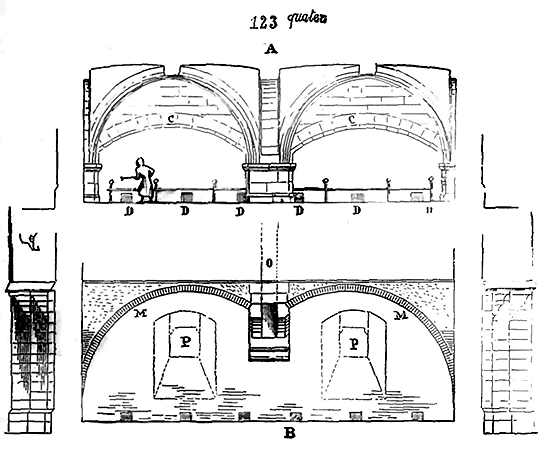 123 quater
A
C C
D D D D D
O
M M
P P
B